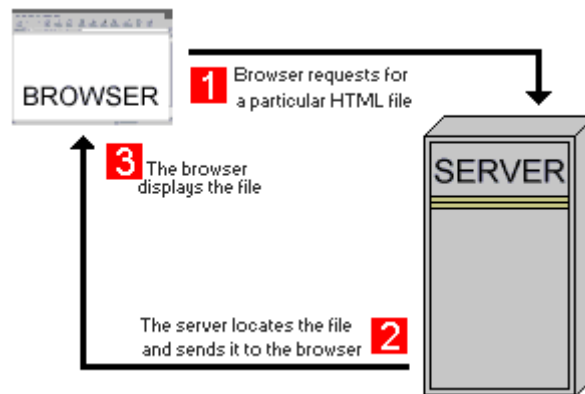 BROWSER
1
Browser requests for
a particular HTML file
3
The browser
displays the file
SERVER
The server locates the file
and sends it to the browser
2